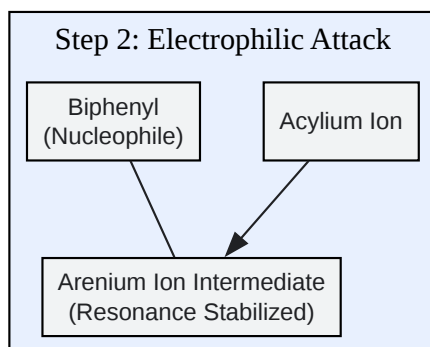 Step 2: Electrophilic Attack
Biphenyl
(Nucleophile)
Acylium Ion
Arenium Ion Intermediate
(Resonance Stabilized)